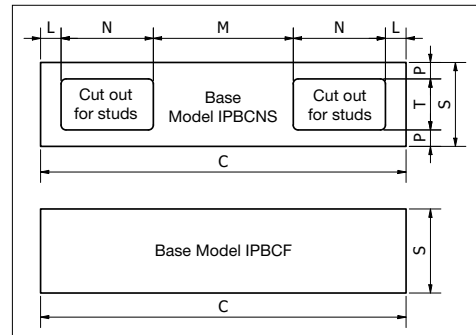 L N M N L
Cut out
for studs
Base
Model IPBCNS
Cut out
for studs
P
T
P
S
C
Base Model IPBCF
S
C